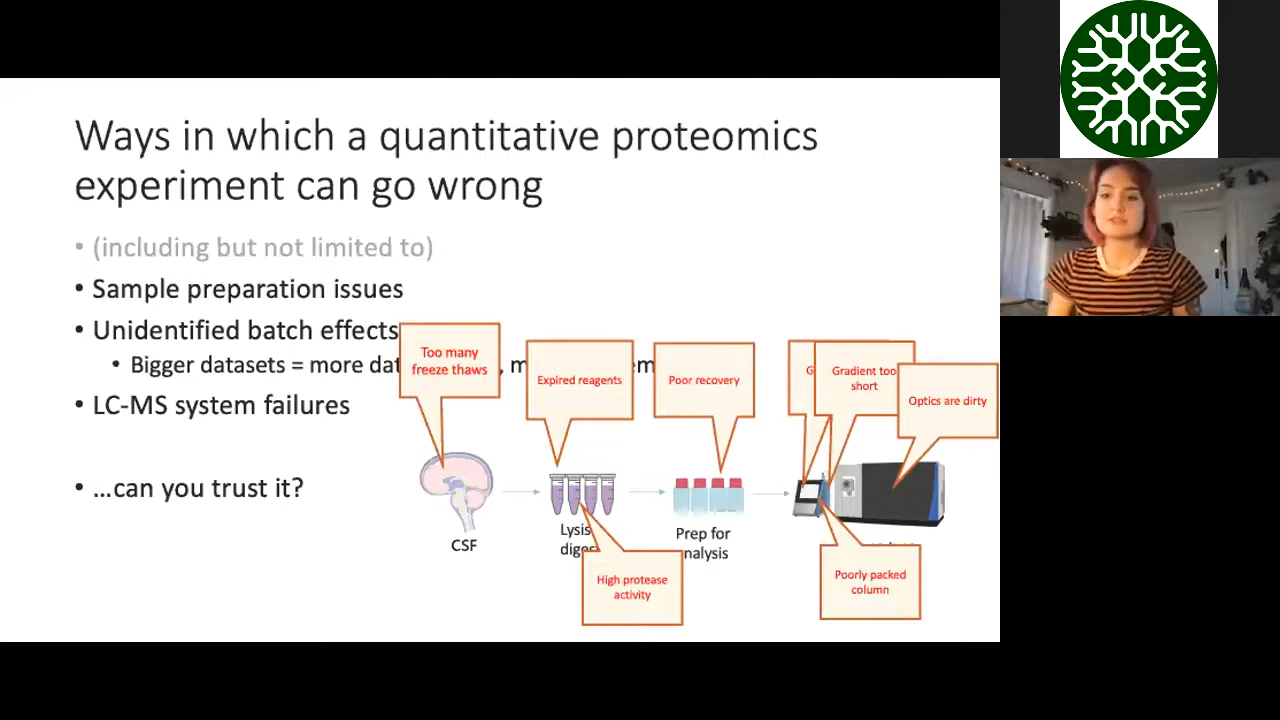 Ways in which a quantitative proteomics
experiment can go wrong
• (including but not limited to)
• Sample preparation issues
• Unidentified batch effects
• Bigger datasets = more dat , m em
• LC-MS system failures
• …can you trust it?
Too many
freeze thaws
Expired reagents
Poor recovery
G
Gradient too
short
Optics are dirty
CSF
Lysis
diges
Prep for
analysis
High protease
activity
Poorly packed
column